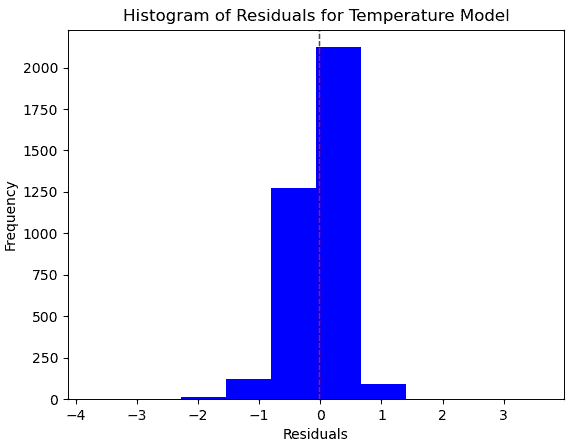 Histogram of Residuals for Temperature Model
2000
1750
1500
1250
1000
750
500
250
0
Frequency
−4 −3 −2 −1 0 1 2 3
Residuals